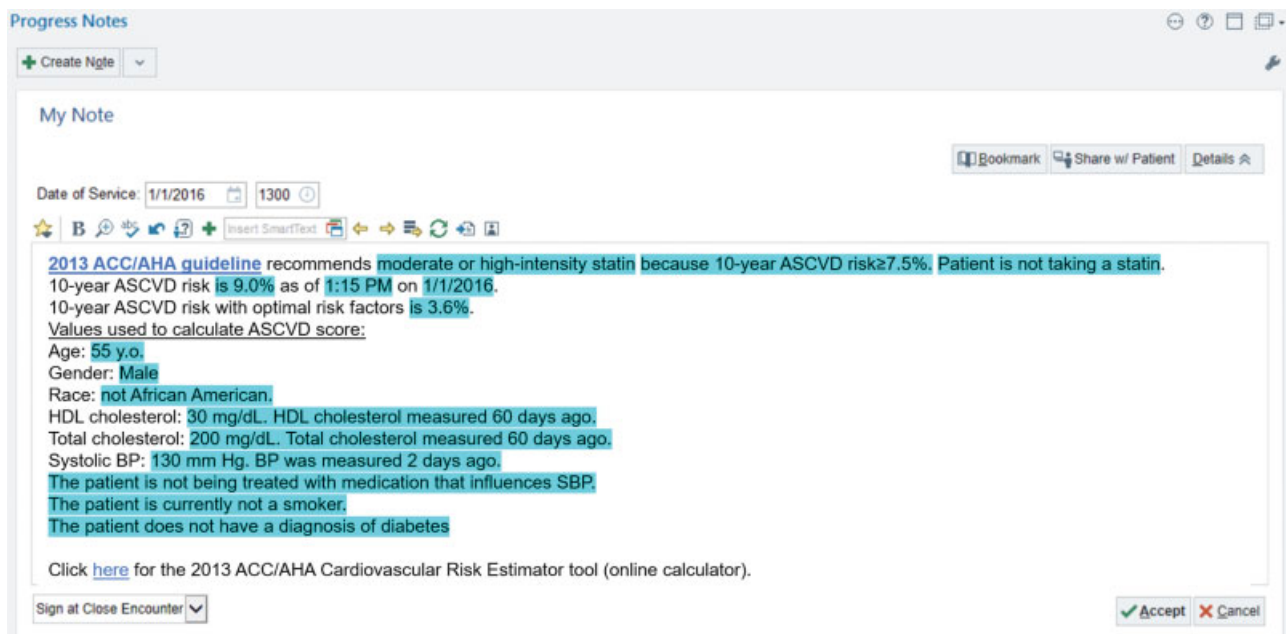 Progress Notes
Create Note
My Note
Bookmark Share w/ Patient Details
Date of Service: 1/1/2016 1300
B Insert SmartText
2013 ACC/AHA guideline recommends moderate or high-intensity statin because 10-year ASCVD risk≥7.5%. Patient is not taking a statin.
10-year ASCVD risk is 9.0% as of 1:15 PM on 1/1/2016.
10-year ASCVD risk with optimal risk factors is 3.6%.
Values used to calculate ASCVD score:
Age: 55 y.o.
Gender: Male
Race: not African American.
HDL cholesterol: 30 mg/dL. HDL cholesterol measured 60 days ago.
Total cholesterol: 200 mg/dL. Total cholesterol measured 60 days ago.
Systolic BP: 130 mm Hg. BP was measured 2 days ago.
The patient is not being treated with medication that influences SBP.
The patient is currently not a smoker.
The patient does not have a diagnosis of diabetes
Click here for the 2013 ACC/AHA Cardiovascular Risk Estimator tool (online calculator).
Sign at Close Encounter Accept Cancel